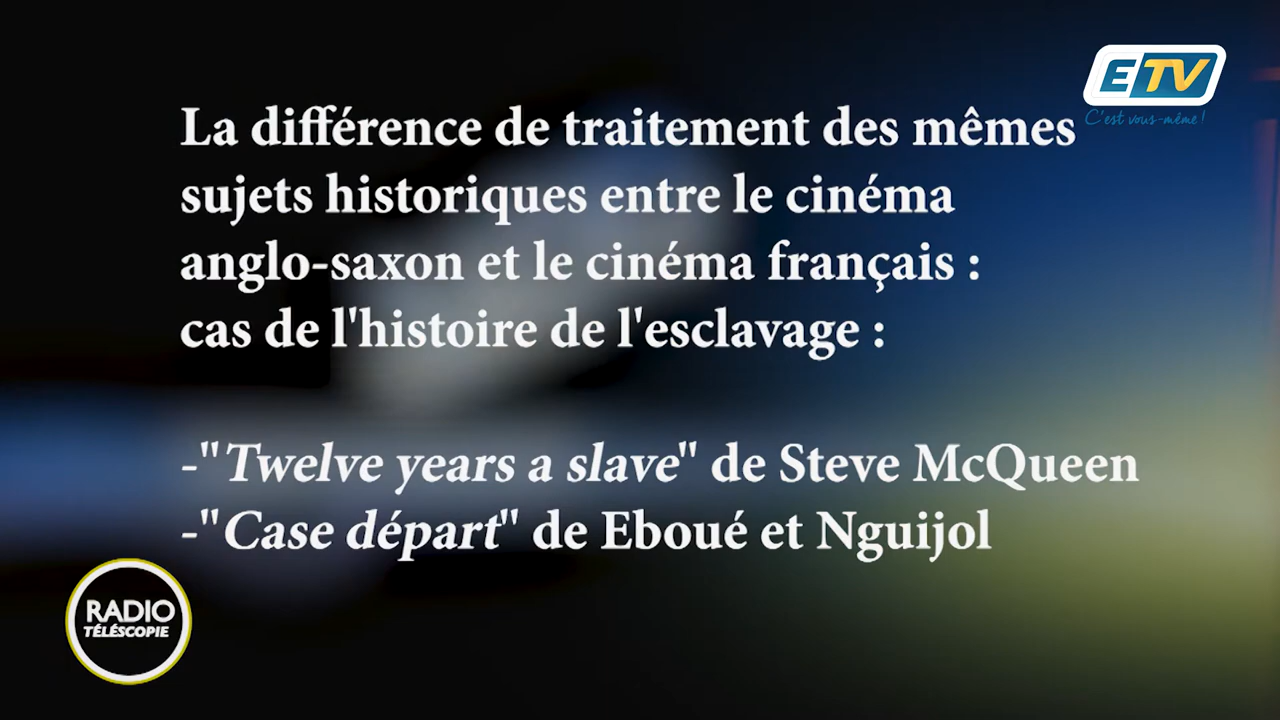 ETV
C'est vous-même !
La différence de traitement des mêmes
sujets historiques entre le cinéma
anglo-saxon et le cinéma français :
cas de l'histoire de l'esclavage :
-"Twelve years a slave" de Steve McQueen
-"Case départ" de Eboué et Nguijol
RADIO
TÉLÉSCOPIE